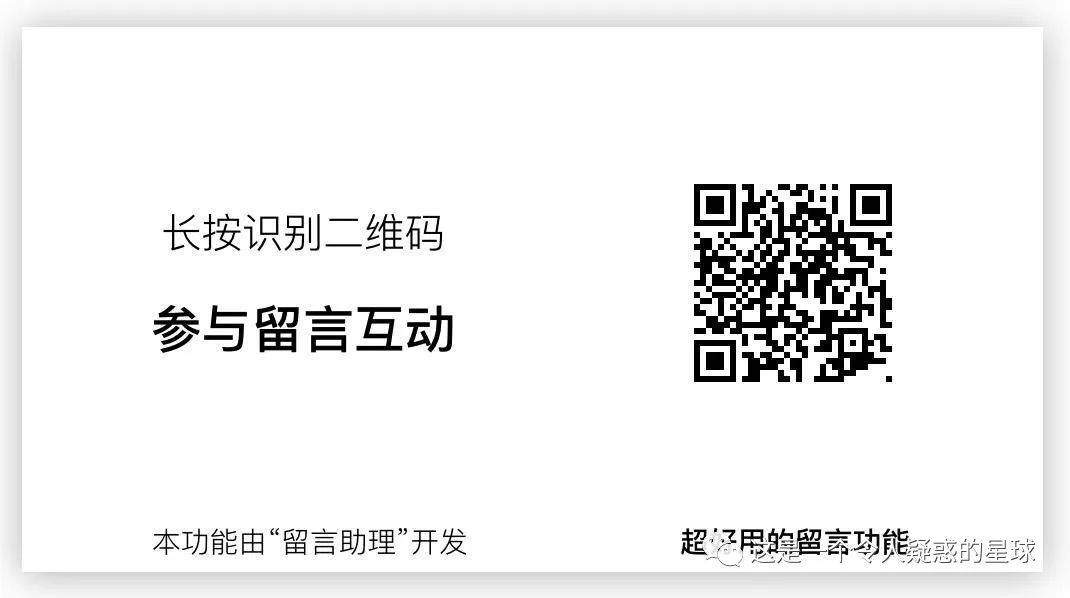 长按识别二维码
参与留言互动
本功能由“留言助理”开发
超好用的留言功能
这是一个令人疑惑的星球